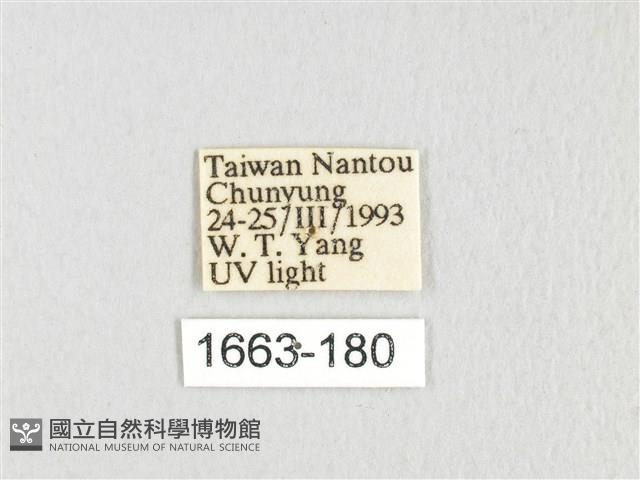 Taiwan Nantou
Chunyung
24-25/III/1993
W. T. Yang
UV light
1663-180
國立自然科學博物館
NATIONAL MUSEUM OF NATURAL SCIENCE